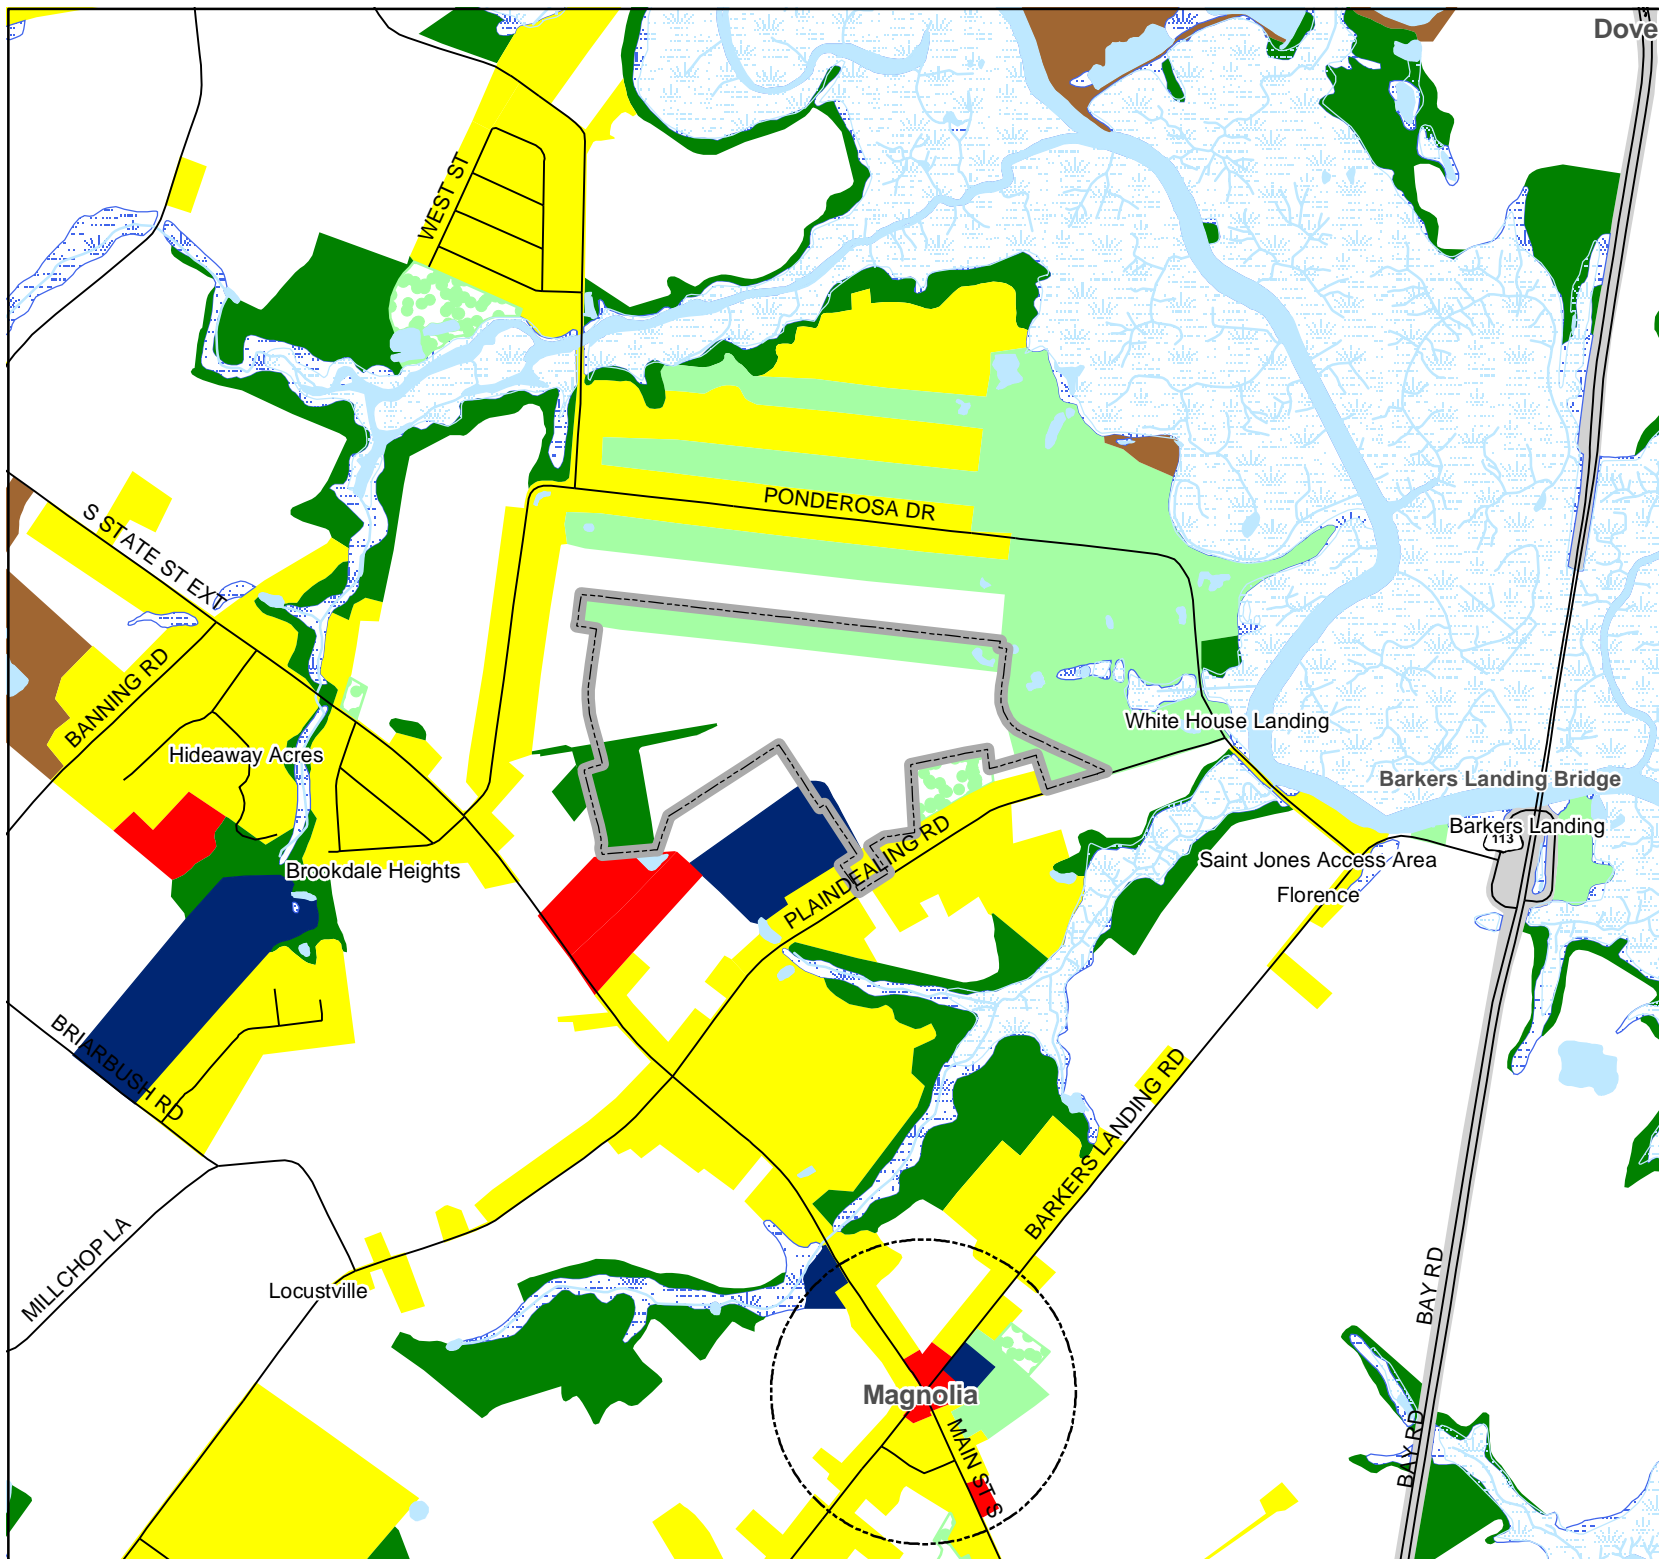 Dove
WEST ST
PONDEROSA DR
S STATE ST EXT
BANNING RD
White House Landing
Hideaway Acres
Barkers Landing Bridge
Barkers Landing
113
PLAINDEALING RD
Saint Jones Access Area
Brookdale Heights
Florence
BRIARBUSH RD
BARKERS LANDING RD
MILLCHOP LA
Locustville
BAY RD
Magnolia
MAIN ST S
BAY RD